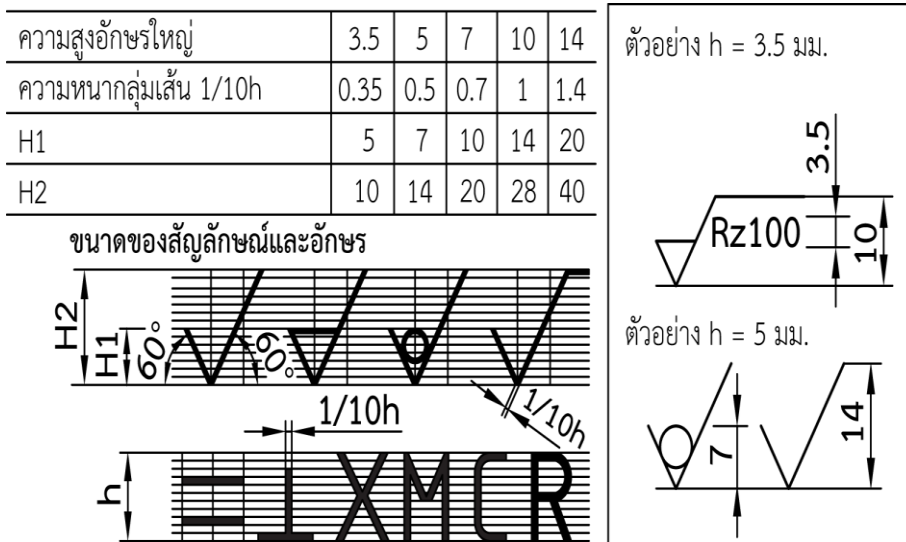 ความสูงอักษรใหญ่ 3.5 5 7 10 14
ความหนากลุ่มเส้น 1/10h 0.35 0.5 0.7 1 1.4
H1 5 7 10 14 20
H2 10 14 20 28 40
ขนาดของสัญลักษณ์และอักษร
H2
H1
60°
60°
1/10h
1/10h
h
= ⊥ X M C R
ตัวอย่าง h = 3.5 มม.
3.5
Rz100
10
ตัวอย่าง h = 5 มม.
7
14